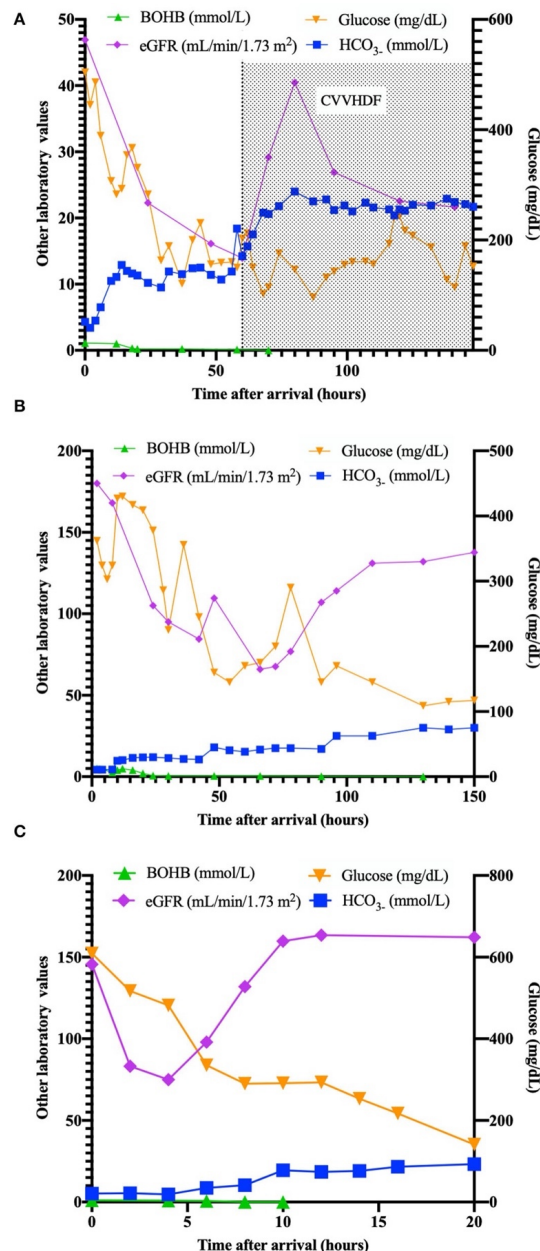 A
BOHB (mmol/L)
Glucose (mg/dL)
eGFR (mL/min/1.73 m²)
HCO₃- (mmol/L)
50
40
30
20
10
0
Other laboratory values
CVVHDF
600
400
200
0
Glucose (mg/dL)
0
50
100
Time after arrival (hours)
B
BOHB (mmol/L)
Glucose (mg/dL)
eGFR (mL/min/1.73 m²)
HCO₃- (mmol/L)
200
150
100
50
0
Other laboratory values
500
400
300
200
100
0
Glucose (mg/dL)
0
50
100
150
Time after arrival (hours)
C
BOHB (mmol/L)
Glucose (mg/dL)
eGFR (mL/min/1.73 m²)
HCO₃- (mmol/L)
200
150
100
50
0
Other laboratory values
800
600
400
200
0
Glucose (mg/dL)
0
5
10
15
20
Time after arrival (hours)